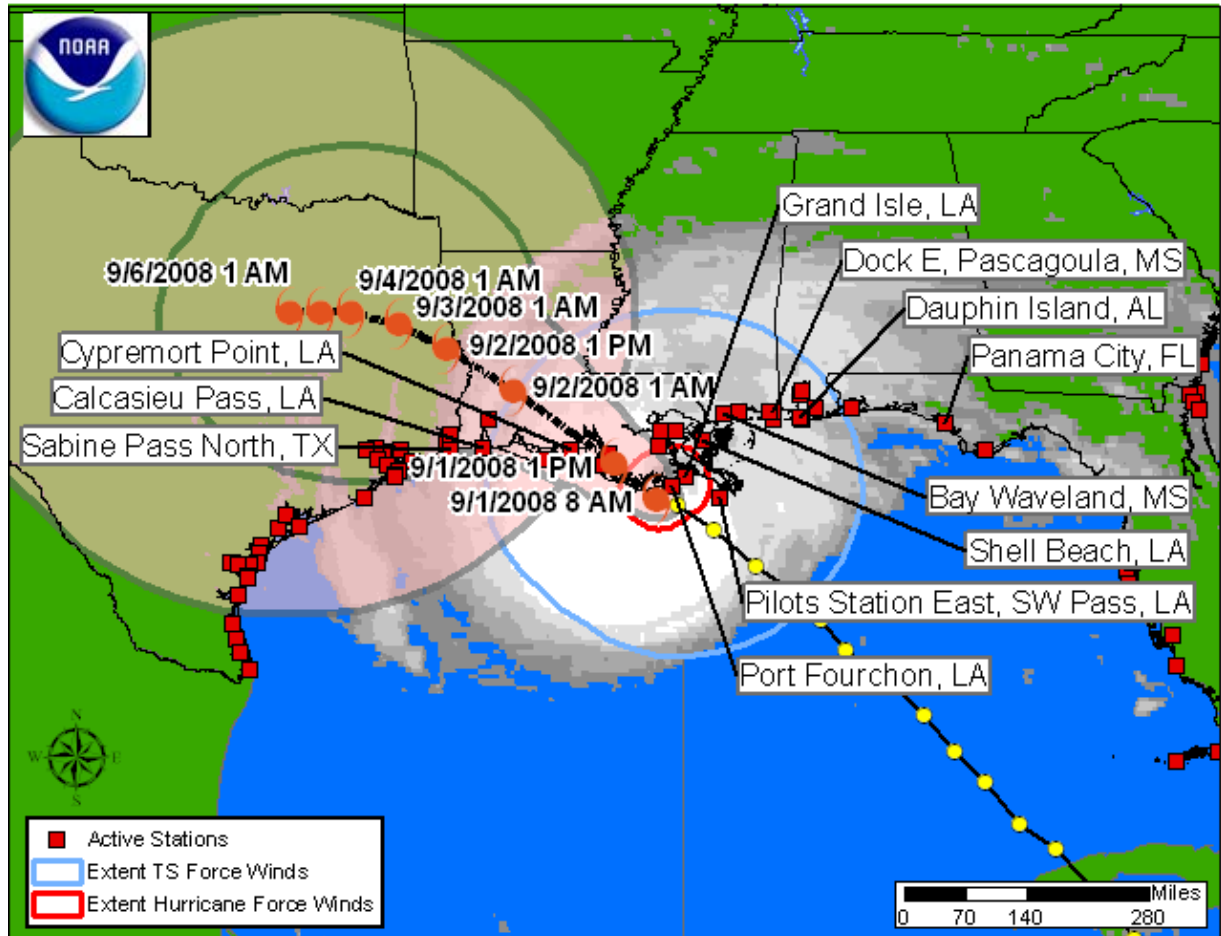 NOAA
Grand Isle, LA
Dock E, Pascagoula, MS
9/6/2008 1 AM
9/4/2008 1 AM
Dauphin Island, AL
9/3/2008 1 AM
Cypremort Point, LA
9/2/2008 1 PM
Panama City, FL
Calcasieu Pass, LA
9/2/2008 1 AM
Sabine Pass North, TX
9/1/2008 1 PM
9/1/2008 8 AM
Bay Waveland, MS
Shell Beach, LA
Pilots Station East, SW Pass, LA
Port Fourchon, LA
N
W E
S
Active Stations
Extent TS Force Winds
Extent Hurricane Force Winds
Miles
0 70 140 280